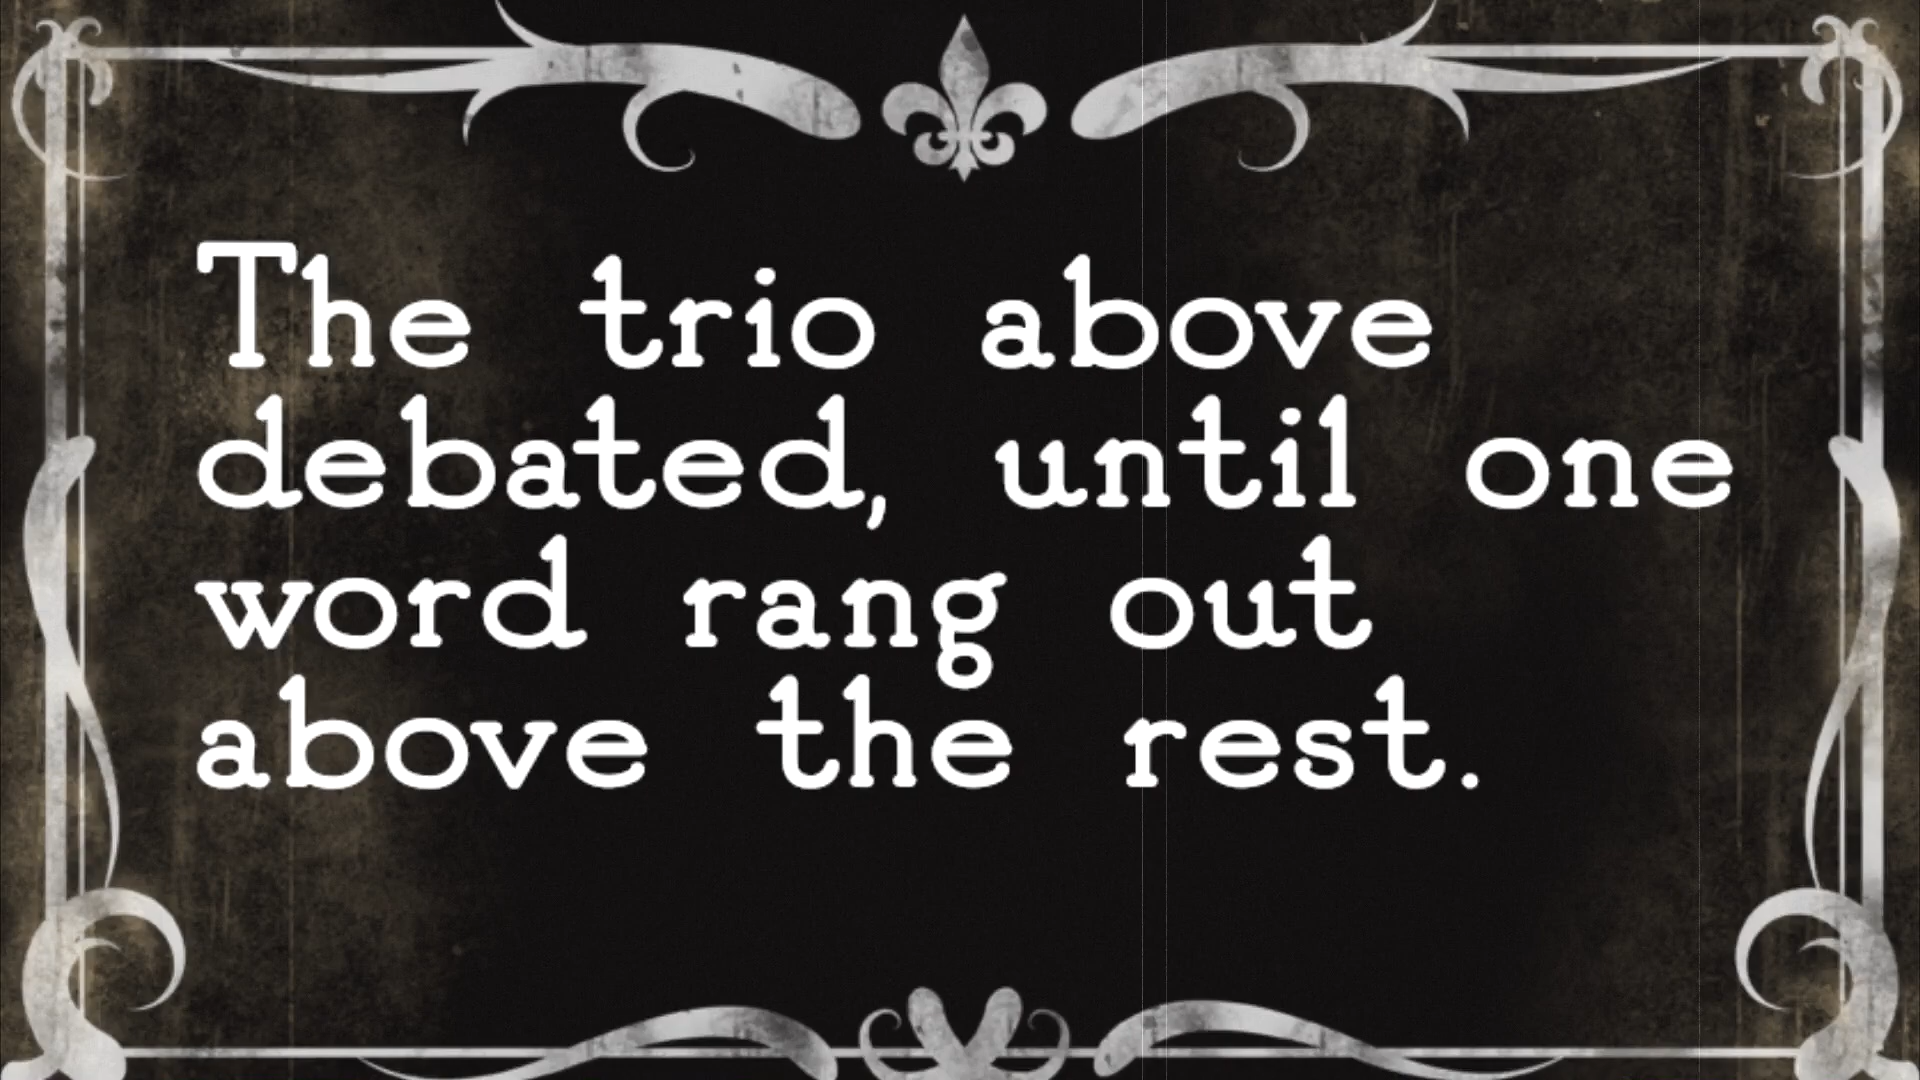 The trio above
debated, until one
word rang out
above the rest.